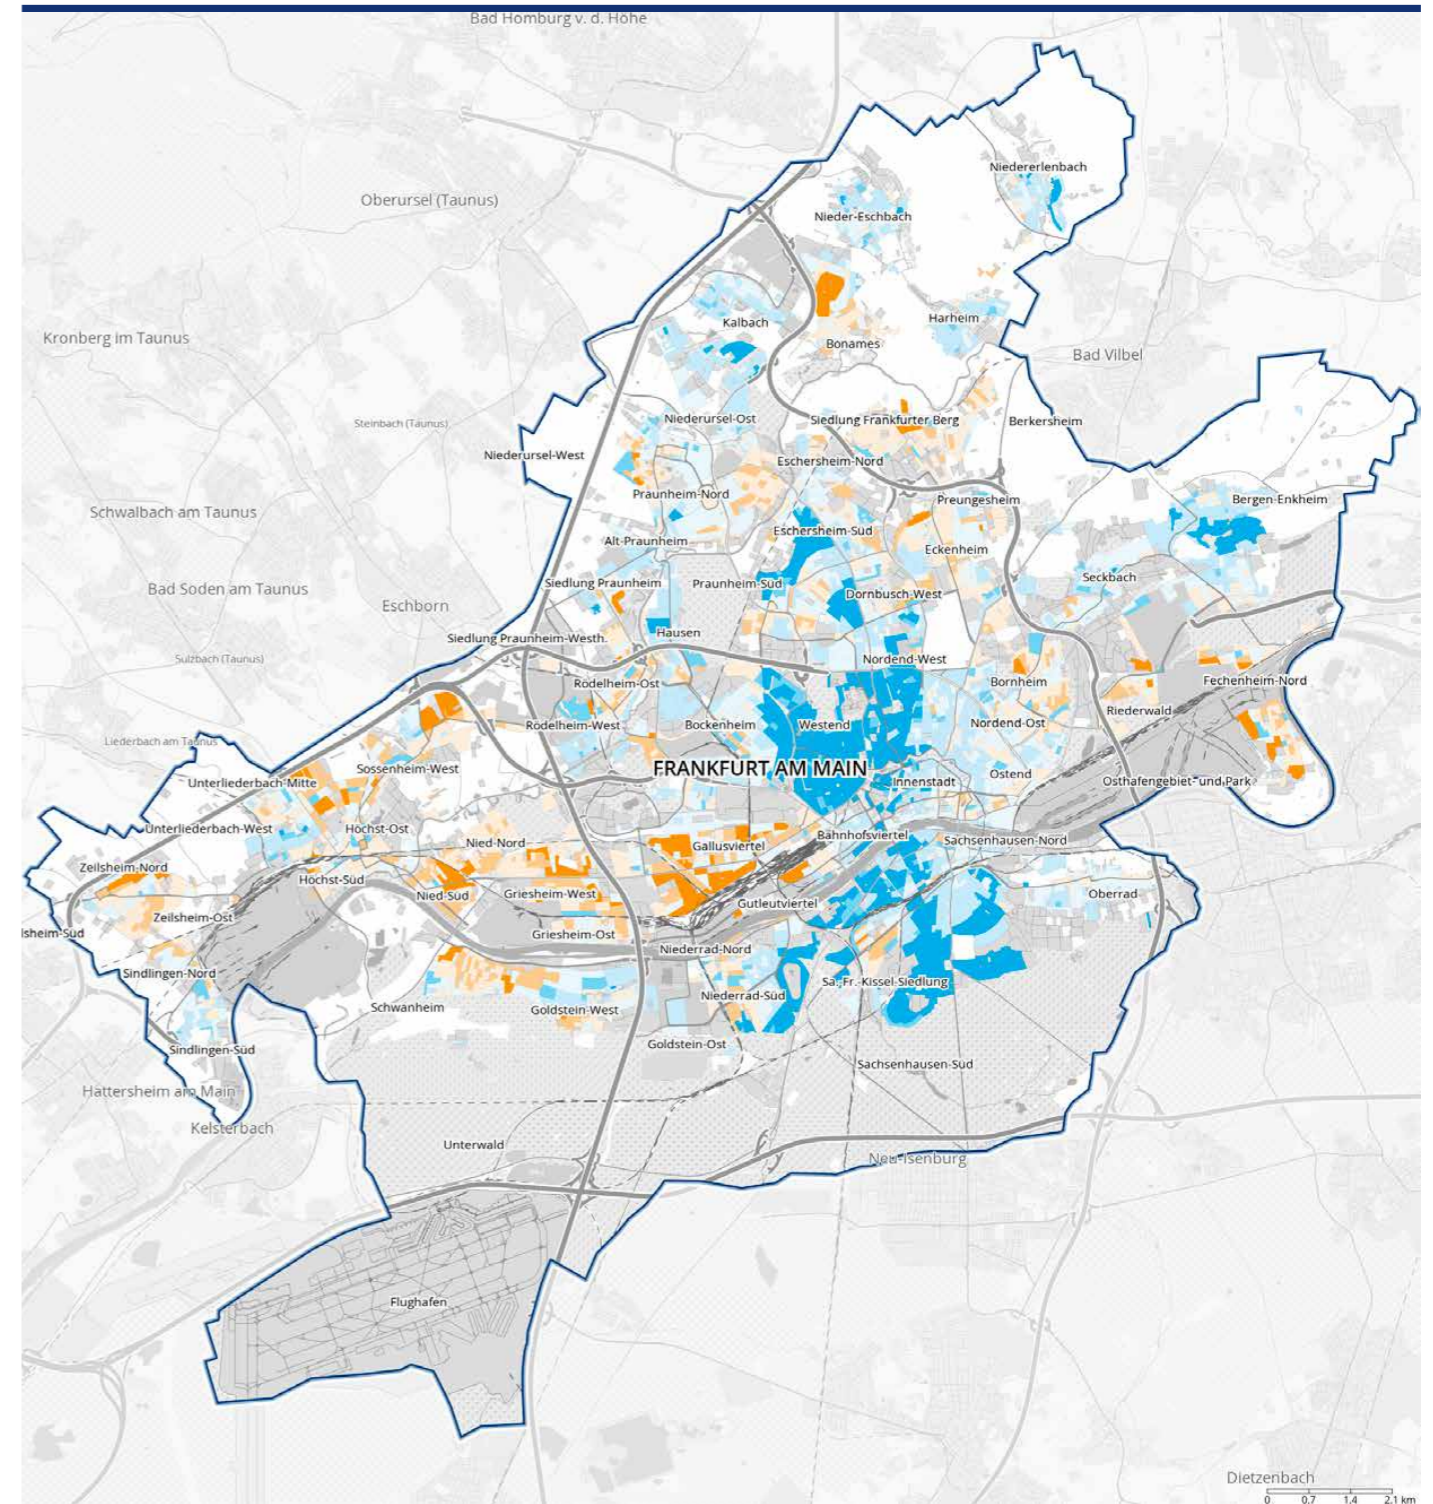 Bad Homburg v. d. Höhe
Niedererlenbach
Oberursel (Taunus)
Nieder-Eschbach
Harheim
Kalbach
Kronberg im Taunus
Bonames
Bad Vilbel
Niederursel-Ost
Siedlung Frankfurter Berg
Berkersheim
Steinbach (Taunus)
Niederursel-West
Eschersheim-Nord
Praunheim-Nord
Preungesheim
Bergen-Enkheim
Schwalbach am Taunus
Eschersheim-Süd
Alt-Praunheim
Eckenheim
Seckbach
Siedlung Praunheim
Praunheim-Süd
Bad Soden am Taunus
Dornbusch-West
Eschborn
Hausen
Siedlung Praunheim-Westh.
Sulzbach (Taunus)
Nordend-West
Rödelheim-Ost
Bornheim
Fechenheim-Nord
Riederwald
Rödelheim-West
Bockenheim
Westend
Nordend-Ost
Liederbach am Taunus
FRANKFURT AM MAIN
Sossenheim-West
Ostend
Unterliederbach-Mitte
Innenstadt
Osthafengebiet- und Park
Unterliederbach-West
Höchst-Ost
Bahnhofsviertel
Nied-Nord
Gallusviertel
Sachsenhausen-Nord
Zeilsheim-Nord
Höchst-Süd
Nied-Süd
Griesheim-West
Oberrad
Gutleutviertel
Zeilsheim-Ost
lsheim-Süd
Griesheim-Ost
Niederrad-Nord
Sindlingen-Nord
Sa.-Fr.-Kissel-Siedlung
Niederrad-Süd
Schwanheim
Goldstein-West
Goldstein-Ost
Sindlingen-Süd
Sachsenhausen-Süd
Hattersheim am Main
Kelsterbach
Unterwald
Neu-Isenburg
Flughafen
Dietzenbach
0 0.7 1.4 2.1 km